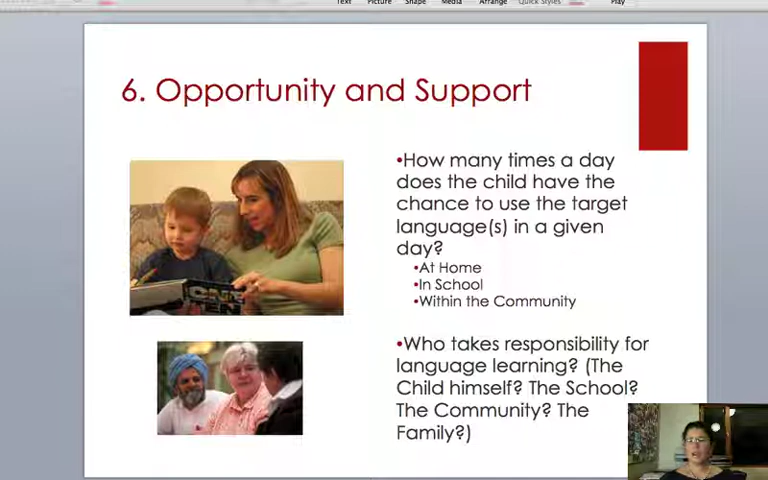 Text Picture Shape Media Arrange Quick Styles Play
6. Opportunity and Support
•How many times a day
does the child have the
chance to use the target
language(s) in a given
day?
•At Home
•In School
•Within the Community
•Who takes responsibility for
language learning? (The
Child himself? The School?
The Community? The
Family?)